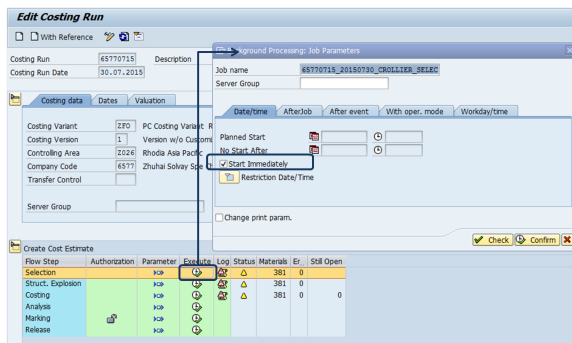 Edit Costing Run
With Reference
Costing Run 65770715 Description
Costing Run Date 30.07.2015
Costing data Dates Valuation
Costing Variant ZF0 PC Costing Variant R
Costing Version 1 Version w/o Customi
Controlling Area Z026 Rhodia Asia Pacific
Company Code 6577 Zhuhai Solvay Spe Ch
Transfer Control
Server Group
Background Processing: Job Parameters
Job name 65770715_20150730_CROLLIER_SELEC
Server Group
Date/time AfterJob After event With oper. mode Workday/time
Planned Start
No Start After
Start Immediately
Restriction Date/Time
Change print param.
Check Confirm
Create Cost Estimate
Flow Step Authorization Parameter Execute Log Status Materials Er... Still Open
Selection 381 0
Struct. Explosion 381 0
Costing 381 0 0
Analysis
Marking
Release